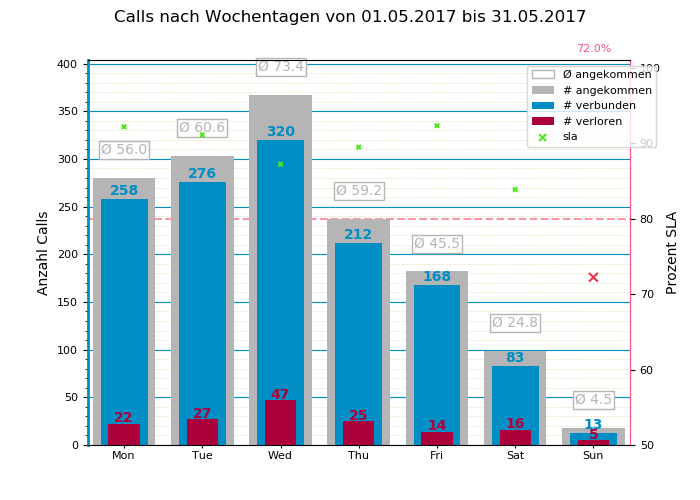 Calls nach Wochentagen von 01.05.2017 bis 31.05.2017
72.0%
Ø angekommen
# angekommen
# verbunden
# verloren
sla
Anzahl Calls
400
350
300
250
200
150
100
50
0
Prozent SLA
100
90
80
70
60
50
Ø 56.0
258
22
Ø 60.6
276
27
Ø 73.4
320
47
Ø 59.2
212
25
Ø 45.5
168
14
Ø 24.8
83
16
Ø 4.5
13
5
Mon Tue Wed Thu Fri Sat Sun